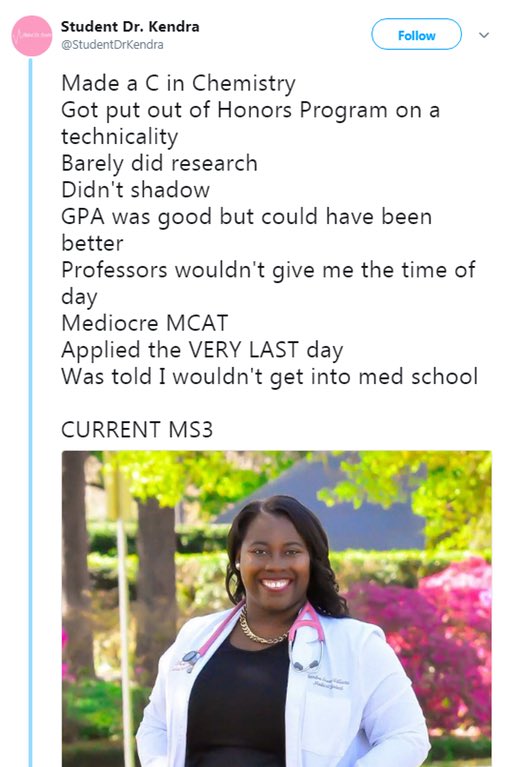 Student Dr. Kendra
@StudentDrKendra
Follow
Made a C in Chemistry
Got put out of Honors Program on a
technicality
Barely did research
Didn't shadow
GPA was good but could have been
better
Professors wouldn't give me the time of
day
Mediocre MCAT
Applied the VERY LAST day
Was told I wouldn't get into med school
CURRENT MS3